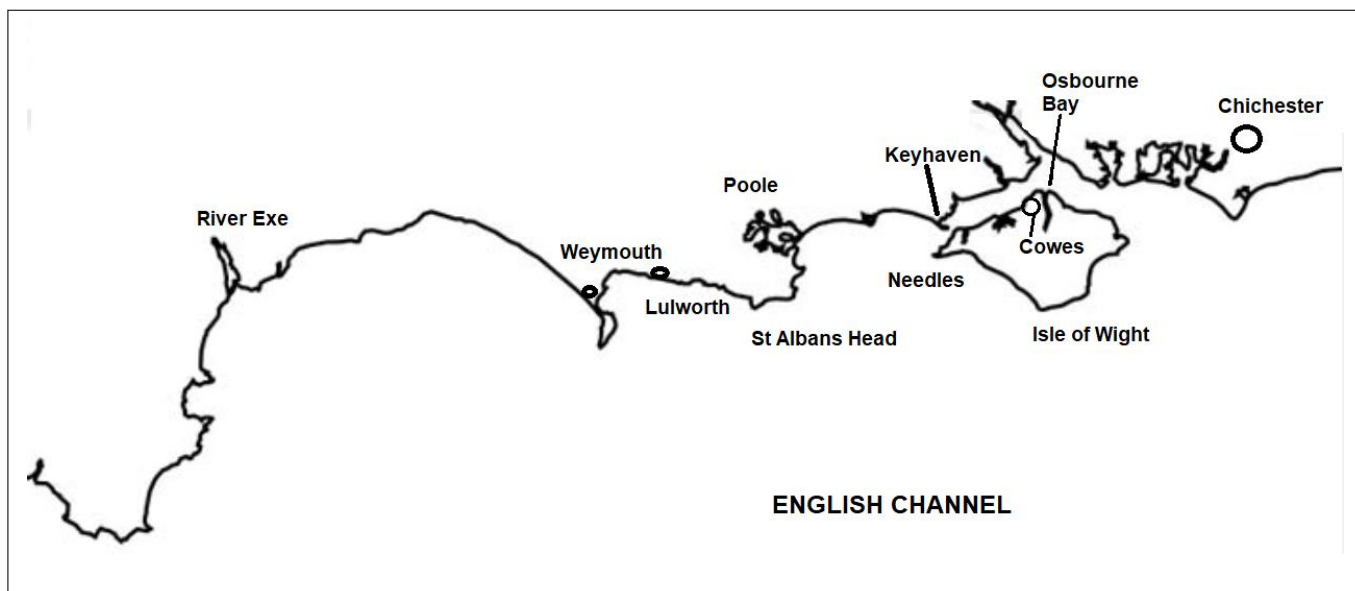 Osbourne
Bay
Chichester
Keyhaven
Poole
River Exe
Weymouth
Cowes
Needles
Lulworth
St Albans Head
Isle of Wight
ENGLISH CHANNEL